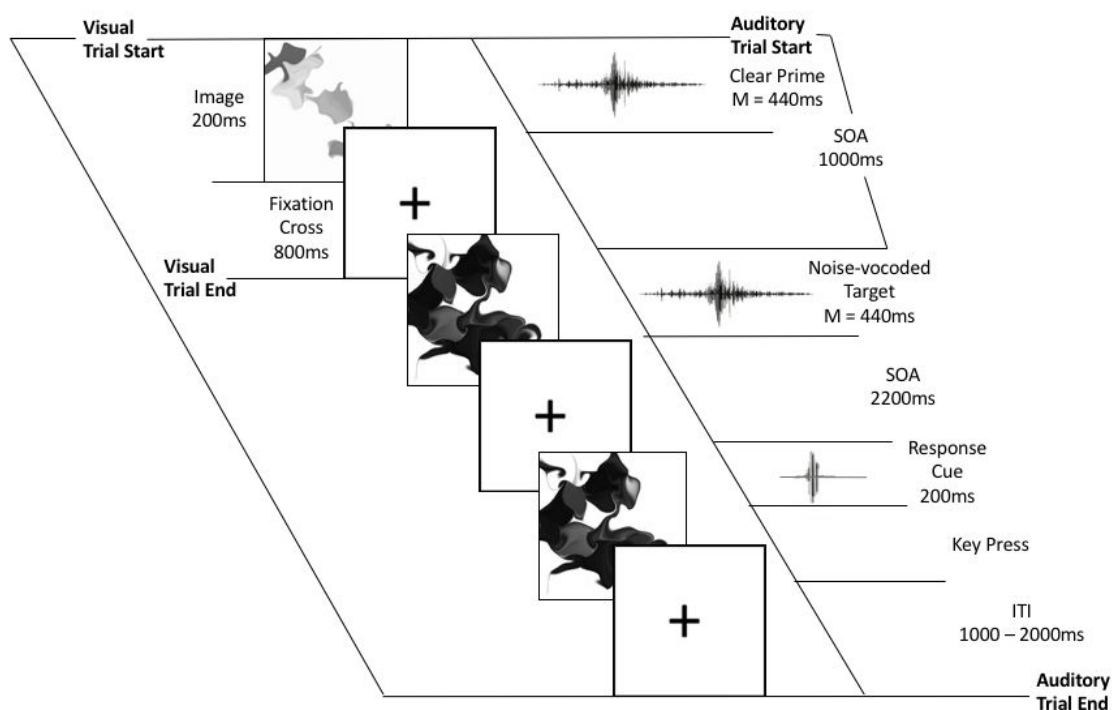 Visual
Trial Start
Image
200ms
Fixation
Cross
800ms
Visual
Trial End
Auditory
Trial Start
Clear Prime
M = 440ms
SOA
1000ms
Noise-vocoded
Target
M = 440ms
SOA
2200ms
Response
Cue
200ms
Key Press
ITI
1000 – 2000ms
Auditory
Trial End